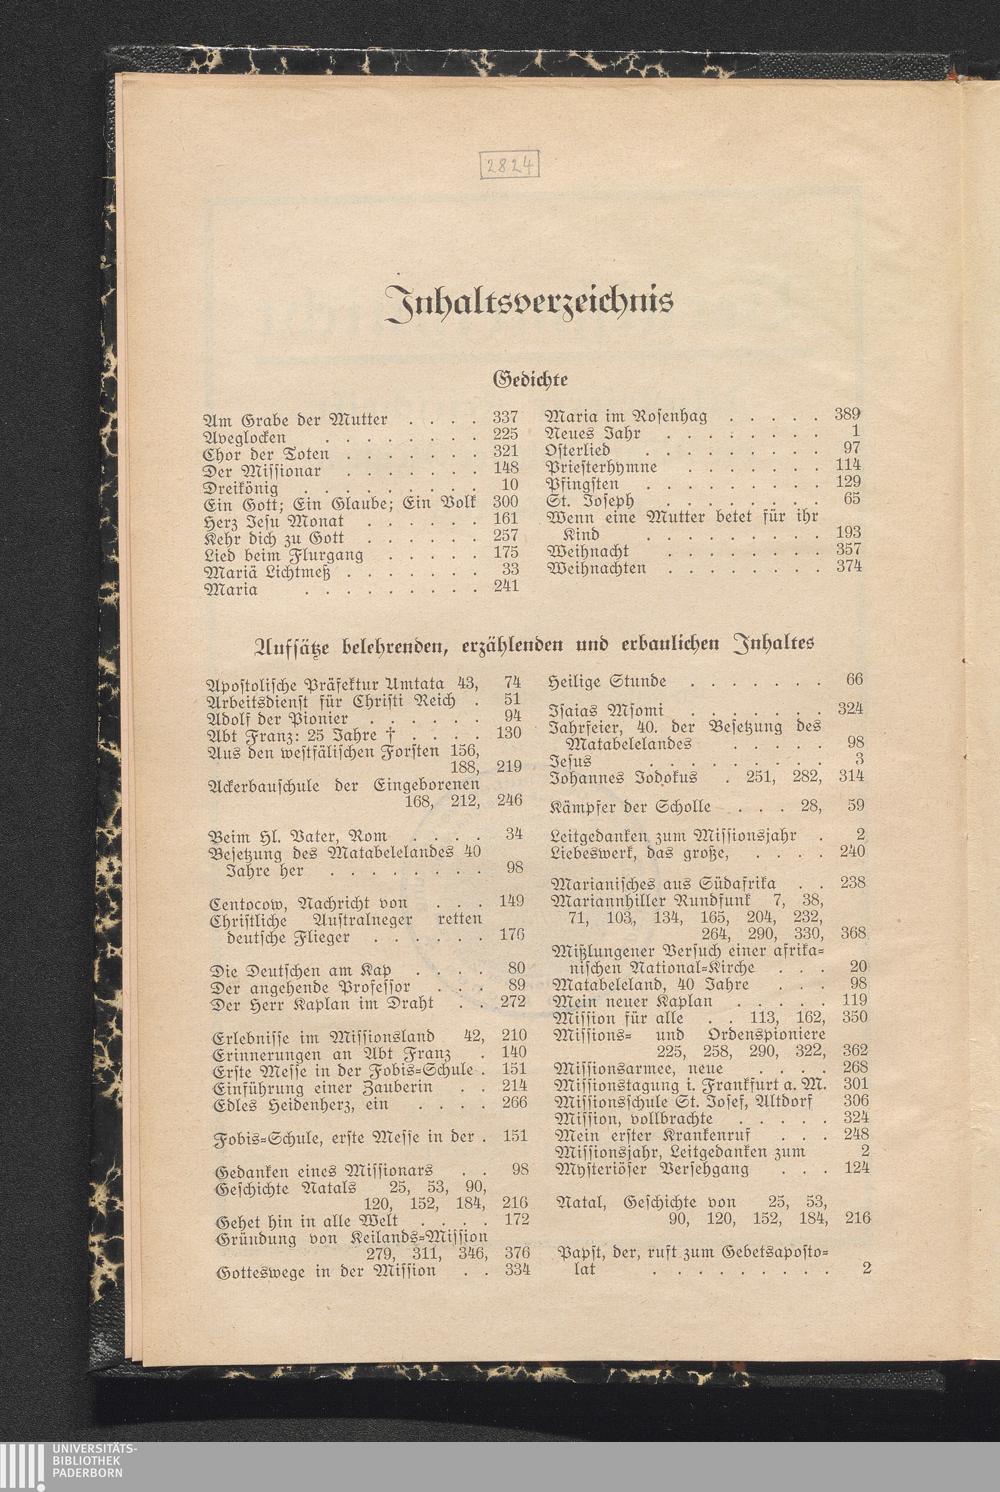 2824
Inhaltsverzeichnis
Gedichte
Am Grabe der Mutter . . . . 337
Aveglocken . . . . . . . . 225
Chor der Toten . . . . . . . 321
Der Missionar . . . . . . . 148
Dreikönig . . . . . . . . . 10
Ein Gott; Ein Glaube; Ein Volk 300
Herz Jesu Monat . . . . . . 161
Kehr dich zu Gott . . . . . . 257
Lied beim Flurgang . . . . . 175
Mariä Lichtmeß . . . . . . . 33
Maria . . . . . . . . . 241
Maria im Rosenhag . . . . . 389
Neues Jahr . . . . . . . . 1
Osterlied . . . . . . . . 97
Priesterhymne . . . . . . . 114
Pfingsten . . . . . . . . . 129
St. Joseph . . . . . . . 65
Wenn eine Mutter betet für ihr
Kind . . . . . . . . 193
Weihnacht . . . . . . . . 357
Weihnachten . . . . . . . . 374
Aufsätze belehrenden, erzählenden und erbaulichen Inhaltes
Apostolische Präfektur Umtata 43, 74
Arbeitsdienst für Christi Reich . 51
Adolf der Pionier . . . . . . 94
Abt Franz: 25 Jahre † . . . . 130
Aus den westfälischen Forsten 156,
188, 219
Ackerbauschule der Eingeborenen
168, 212, 246
Beim Hl. Vater, Rom . . . . 34
Besetzung des Matabelelandes 40
Jahre her . . . . . . . . 98
Centocow, Nachricht von . . . 149
Christliche Australneger retten
deutsche Flieger . . . . . . 176
Die Deutschen am Kap . . . . 80
Der angehende Professor . . . 89
Der Herr Kaplan im Draht . . 272
Erlebnisse im Missionsland 42, 210
Erinnerungen an Abt Franz . 140
Erste Messe in der Fobis=Schule . 151
Einführung einer Zauberin . . 214
Edles Heidenherz, ein . . . . 266
Fobis=Schule, erste Messe in der . 151
Gedanken eines Missionars . . 98
Geschichte Natals 25, 53, 90,
120, 152, 184, 216
Gehet hin in alle Welt . . . . 172
Gründung von Keilands=Mission
279, 311, 346, 376
Gotteswege in der Mission . . 334
Heilige Stunde . . . . . . . 66
Isaias Msomi . . . . . . . 324
Jahrfeier, 40. der Besetzung des
Matabelelandes . . . . . 98
Jesus . . . . . . . . . 3
Johannes Jodokus . 251, 282, 314
Kämpfer der Scholle . . . 28, 59
Leitgedanken zum Missionsjahr . 2
Liebeswerk, das große, . . . . 240
Marianisches aus Südafrika . . 238
Mariannhiller Rundfunk 7, 38,
71, 103, 134, 165, 204, 232,
264, 290, 330, 368
Mißlungener Versuch einer afrika=
nischen National=Kirche . . . 20
Matabeleland, 40 Jahre . . . 98
Mein neuer Kaplan . . . . . 119
Mission für alle . . 113, 162, 350
Missions= und Ordenspioniere
225, 258, 290, 322, 362
Missionsarmee, neue . . . . 268
Missionstagung i. Frankfurt a. M. 301
Missionsschule St. Josef, Altdorf 306
Mission, vollbrachte . . . . . 324
Mein erster Krankenruf . . . 248
Missionsjahr, Leitgedanken zum 2
Mysteriöser Versehgang . . . 124
Natal, Geschichte von 25, 53,
90, 120, 152, 184, 216
Papst, der, ruft zum Gebetsaposto=
lat . . . . . . . . . 2
UNIVERSITÄTS-
BIBLIOTHEK
PADERBORN